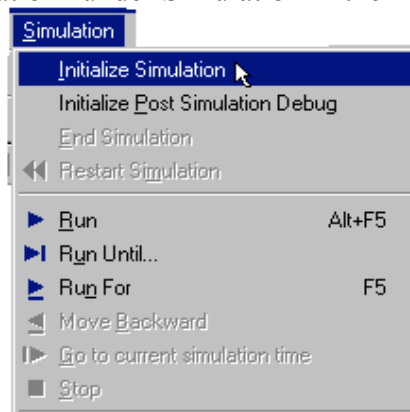 Simulation
Initialize Simulation
Initialize Post Simulation Debug
End Simulation
Restart Simulation
Run Alt+F5
Run Until...
Run For F5
Move Backward
Go to current simulation time
Stop